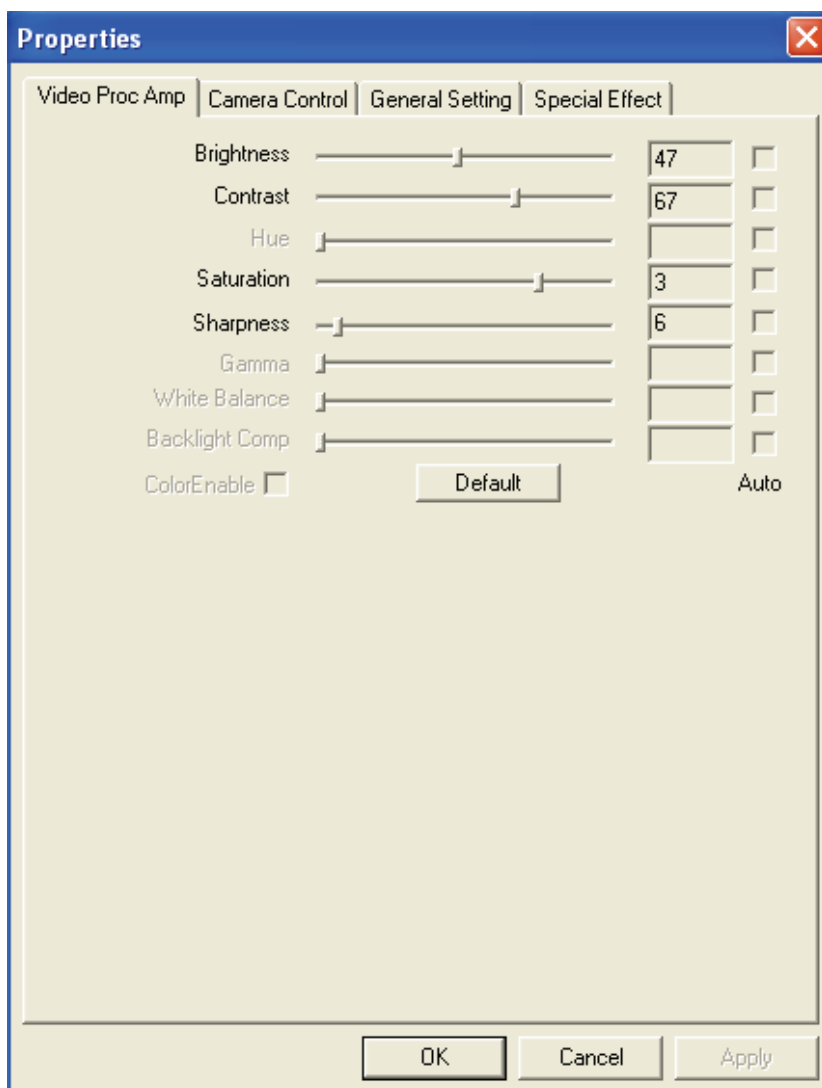 Properties
Video Proc Amp Camera Control General Setting Special Effect
Brightness 47
Contrast 67
Hue
Saturation 3
Sharpness 6
Gamma
White Balance
Backlight Comp
ColorEnable Default Auto
OK Cancel Apply